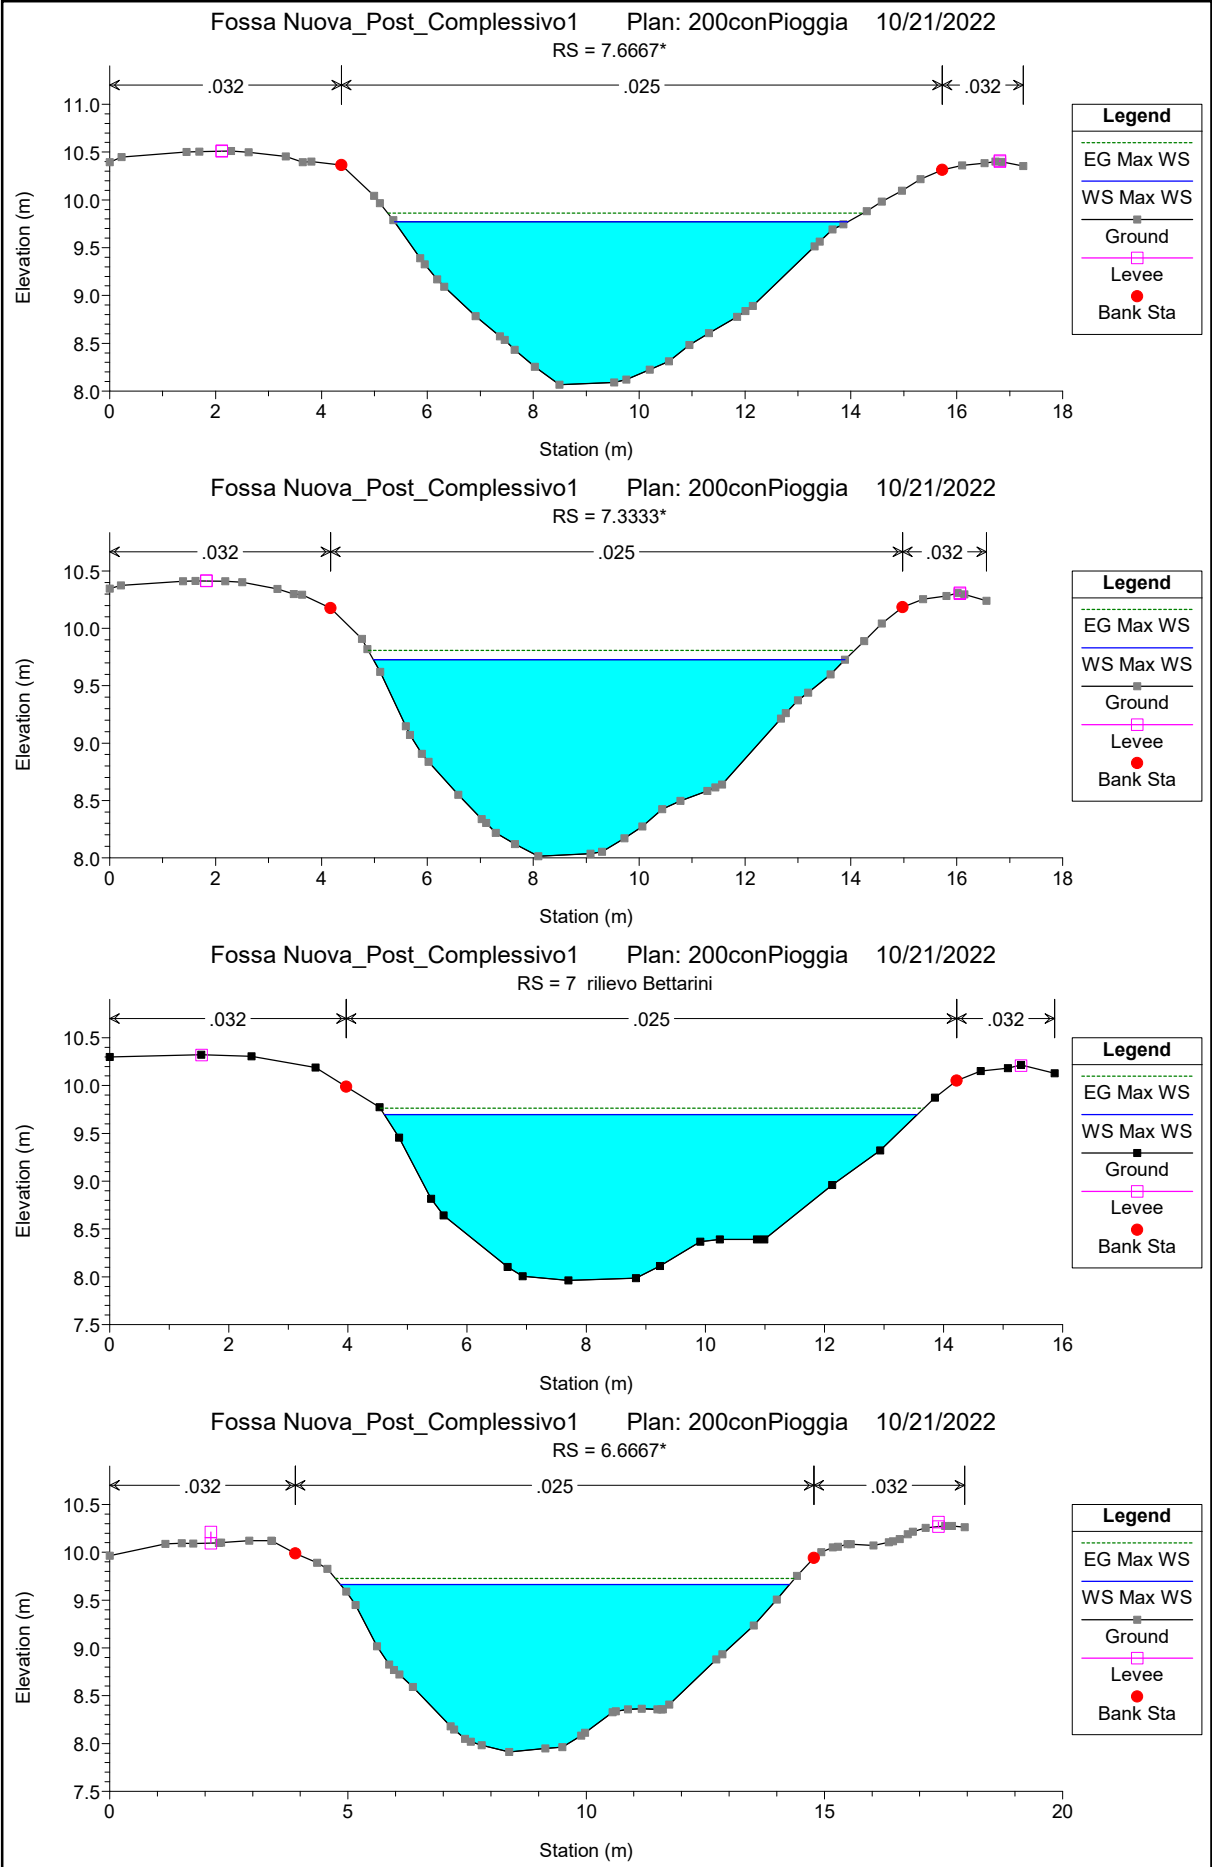 Fossa Nuova_Post_Complessivo1 Plan: 200conPioggia 10/21/2022
RS = 7.6667*
.032 .025 .032
11.0
10.5
10.0
9.5
9.0
8.5
8.0
Elevation (m)
0 2 4 6 8 10 12 14 16 18
Station (m)
Legend
EG Max WS
WS Max WS
Ground
Levee
Bank Sta
Fossa Nuova_Post_Complessivo1 Plan: 200conPioggia 10/21/2022
RS = 7.3333*
.032 .025 .032
10.5
10.0
9.5
9.0
8.5
8.0
Elevation (m)
0 2 4 6 8 10 12 14 16 18
Station (m)
Legend
EG Max WS
WS Max WS
Ground
Levee
Bank Sta
Fossa Nuova_Post_Complessivo1 Plan: 200conPioggia 10/21/2022
RS = 7 rilievo Bettarini
.032 .025 .032
10.5
10.0
9.5
9.0
8.5
8.0
7.5
Elevation (m)
0 2 4 6 8 10 12 14 16
Station (m)
Legend
EG Max WS
WS Max WS
Ground
Levee
Bank Sta
Fossa Nuova_Post_Complessivo1 Plan: 200conPioggia 10/21/2022
RS = 6.6667*
.032 .025 .032
10.5
10.0
9.5
9.0
8.5
8.0
7.5
Elevation (m)
0 5 10 15 20
Station (m)
Legend
EG Max WS
WS Max WS
Ground
Levee
Bank Sta